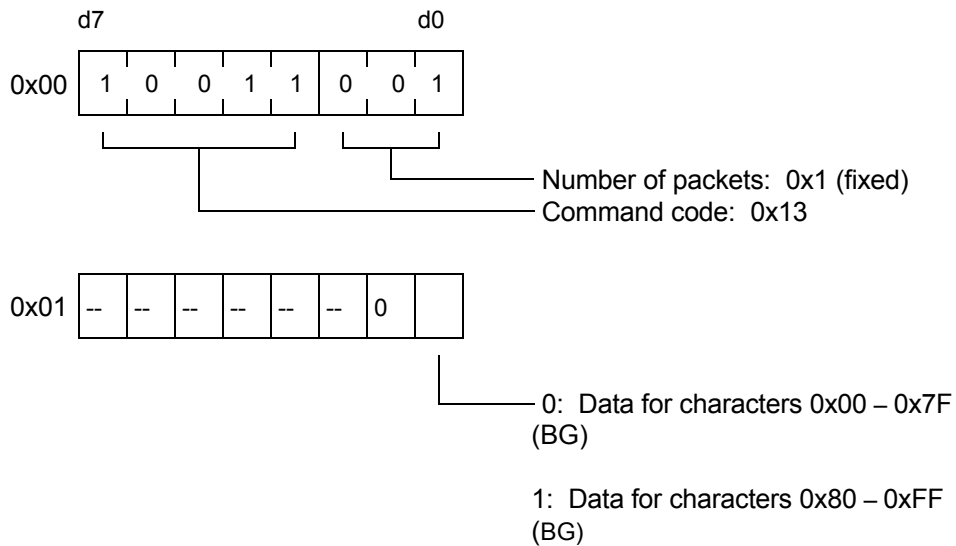 d7 d0
0x00 1 0 0 1 1 0 0 1
Number of packets: 0x1 (fixed)
Command code: 0x13
0x01 -- -- -- -- -- -- 0
0: Data for characters 0x00 – 0x7F
(BG)
1: Data for characters 0x80 – 0xFF
(BG)